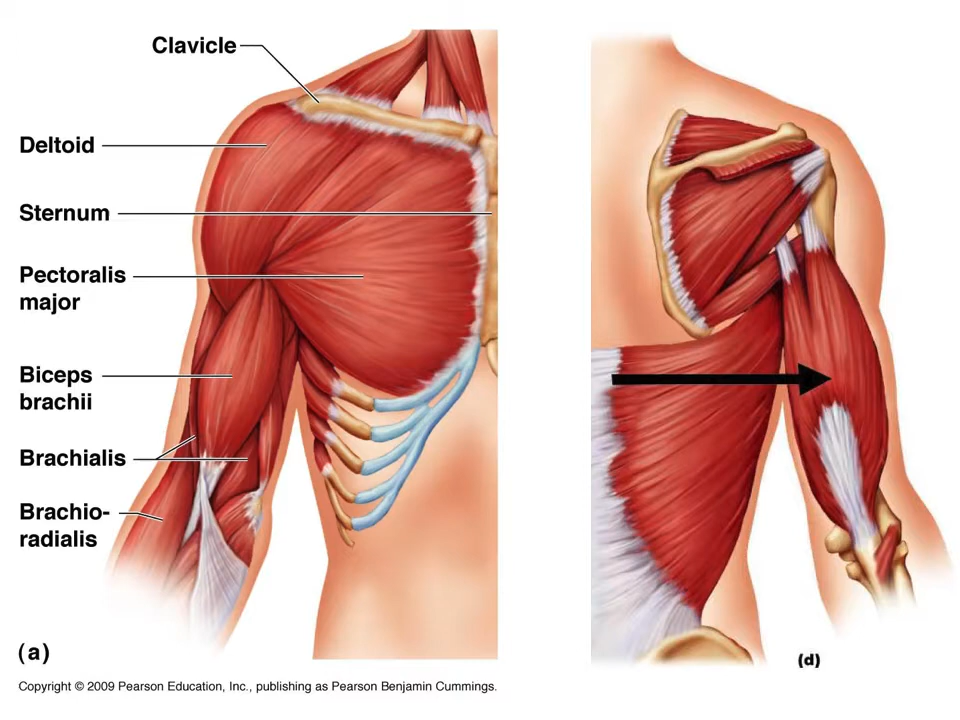 Clavicle
Deltoid
Sternum
Pectoralis
major
Biceps
brachii
Brachialis
Brachio-
radialis
(a)
(d)
Copyright © 2009 Pearson Education, Inc., publishing as Pearson Benjamin Cummings.